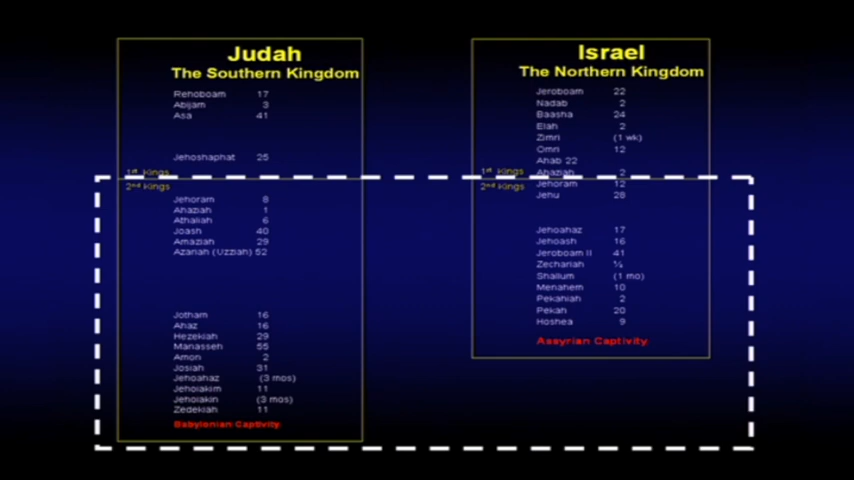 Judah
The Southern Kingdom
Rehoboam 17
Abijam 3
Asa 41
Jehoshaphat 25
1st Kings
2nd Kings
Jehoram 8
Ahaziah 1
Athaliah 6
Joash 40
Amaziah 29
Azariah (Uzziah) 52
Jotham 16
Ahaz 16
Hezekiah 29
Manasseh 55
Amon 2
Josiah 31
Jehoahaz (3 mos)
Jehoiakim 11
Jehoiakin (3 mos)
Zedekiah 11
Babylonian Captivity
Israel
The Northern Kingdom
Jeroboam 22
Nadab 2
Baasha 24
Elah 2
Zimri (1 wk)
Omri 12
Ahab 22
1st Kings
Ahaziah 2
2nd Kings
Jehoram 12
Jehu 28
Jehoahaz 17
Jehoash 16
Jeroboam II 41
Zechariah ½
Shallum (1 mo)
Menahem 10
Pekahiah 2
Pekah 20
Hoshea 9
Assyrian Captivity